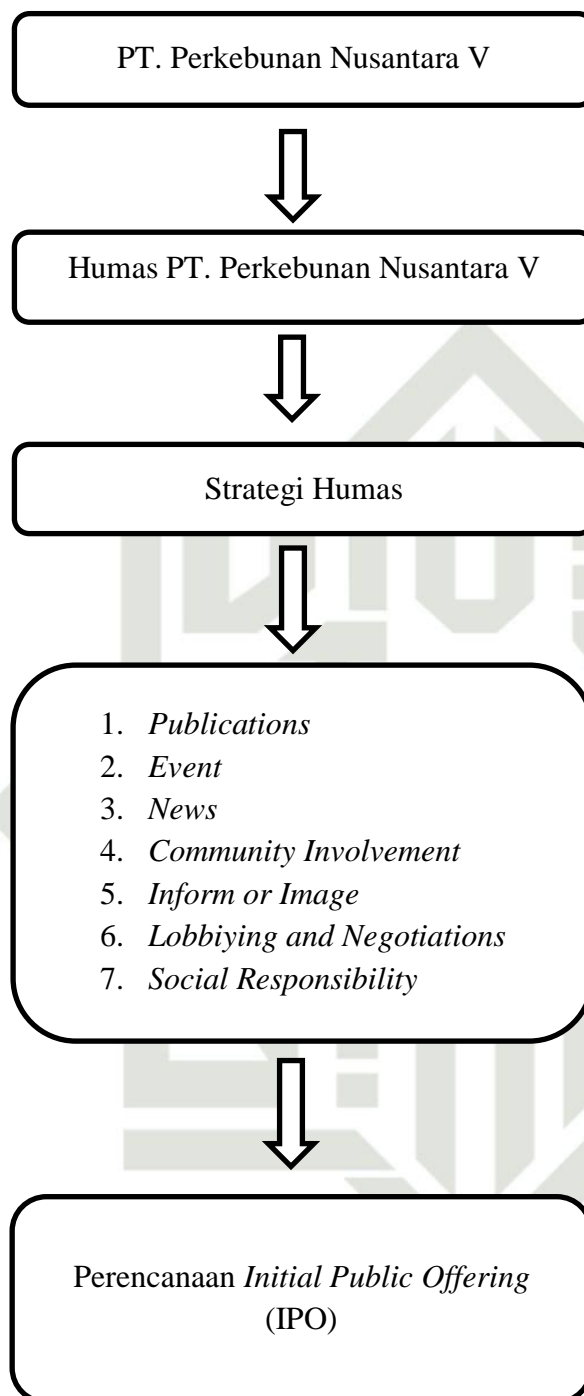 PT. Perkebunan Nusantara V
Humas PT. Perkebunan Nusantara V
Strategi Humas
1. Publications
2. Event
3. News
4. Community Involvement
5. Inform or Image
6. Lobbiying and Negotiations
7. Social Responsibility
Perencanaan Initial Public Offering
(IPO)